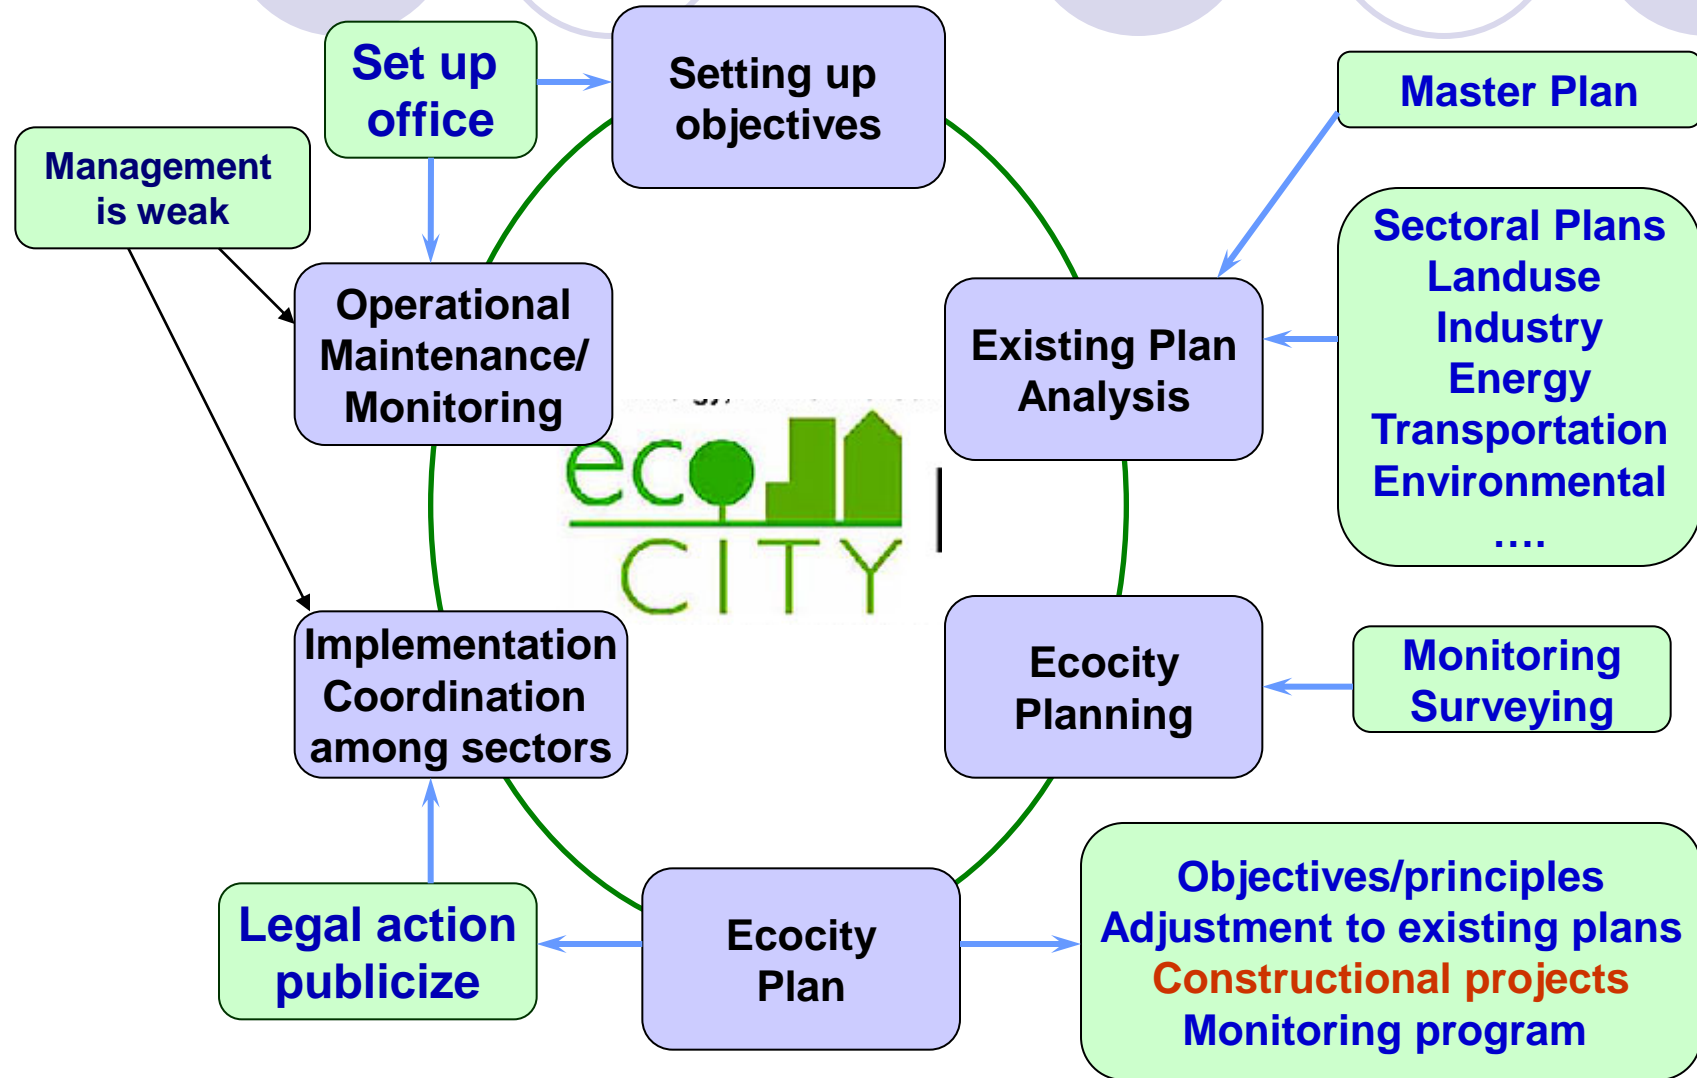 Set up
office
Setting up
objectives
Master Plan
Management
is weak
Sectoral Plans
Landuse
Industry
Energy
Transportation
Environmental
....
Operational
Maintenance/
Monitoring
Existing Plan
Analysis
eco
CITY
Implementation
Coordination
among sectors
Ecocity
Planning
Monitoring
Surveying
Legal action
publicize
Ecocity
Plan
Objectives/principles
Adjustment to existing plans
Constructional projects
Monitoring program